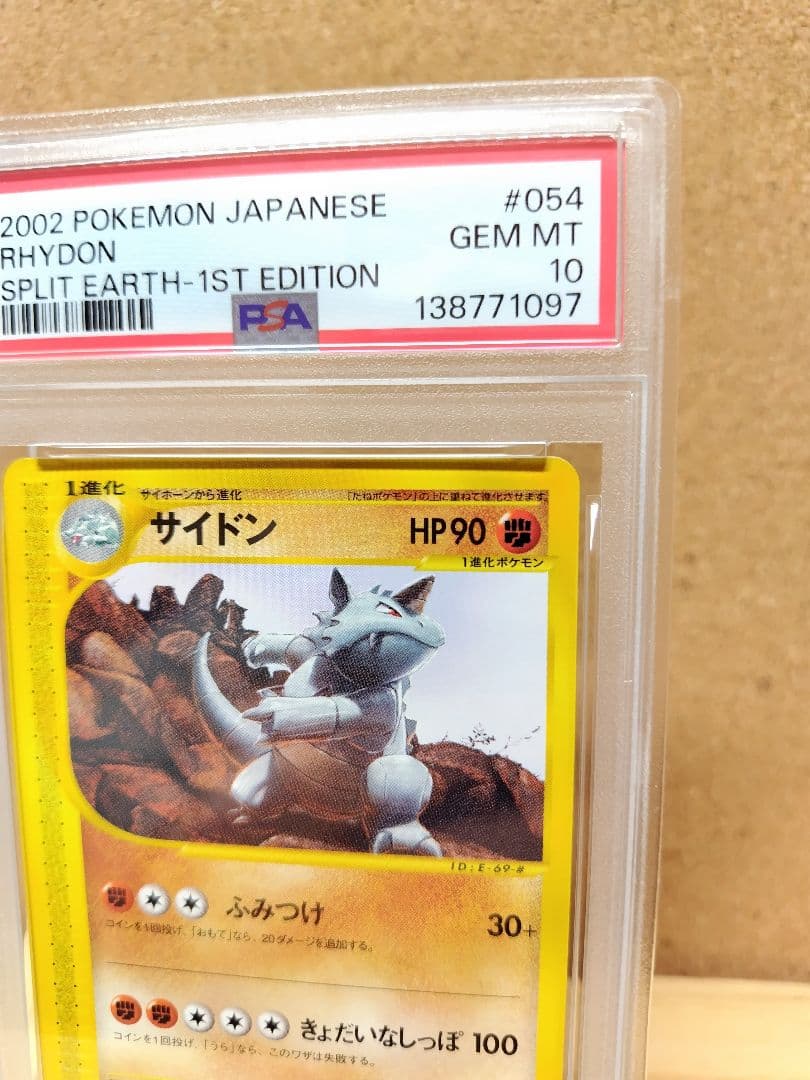 2002 POKEMON JAPANESE #054
RHYDON GEM MT
SPLIT EARTH-1ST EDITION 10
PSA 138771097
1進化 サイホーンから進化 「たねポケモン」の上に重ねて進化させます
サイドン HP90
1進化ポケモン
ID:E-69-#
ふみつけ 30+
コインを1回投げ、「おもて」なら、20ダメージを追加する。
きょだいなしっぽ 100
コインを1回投げ、「うら」なら、このワザは失敗する。